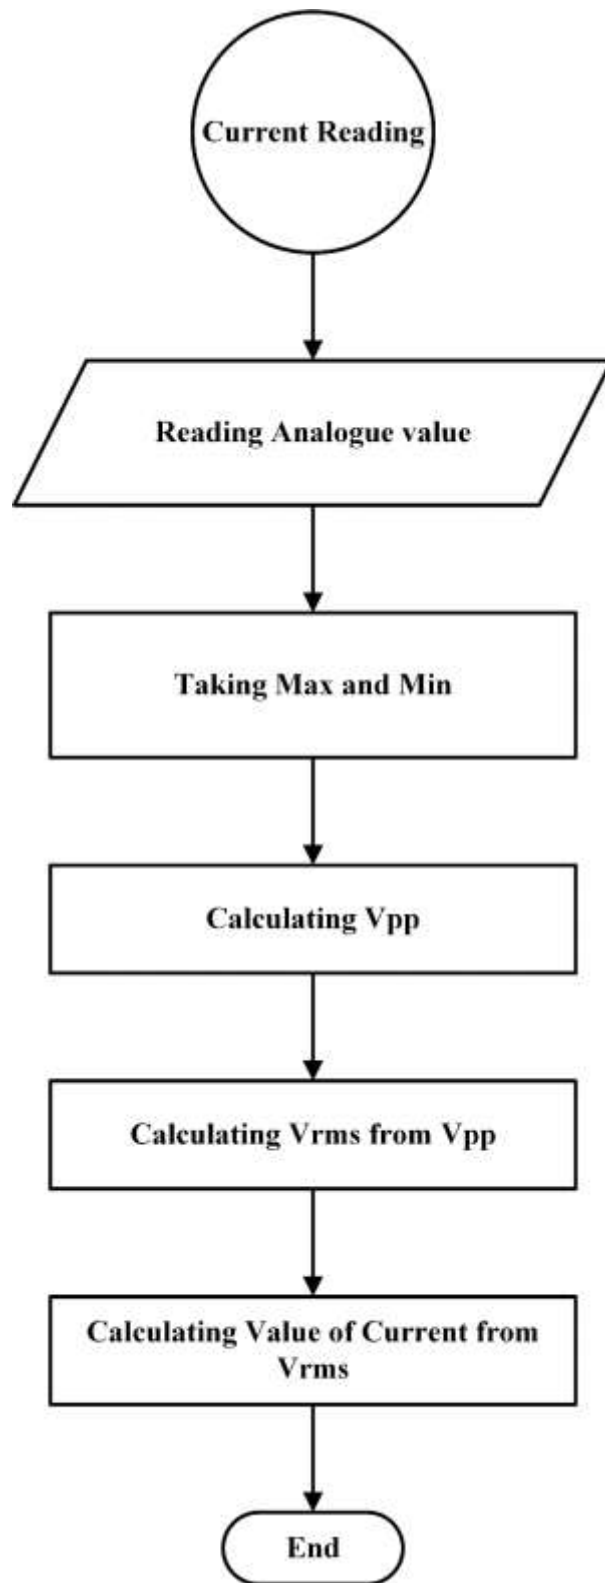 Current Reading
Reading Analogue value
Taking Max and Min
Calculating Vpp
Calculating Vrms from Vpp
Calculating Value of Current from
Vrms
End